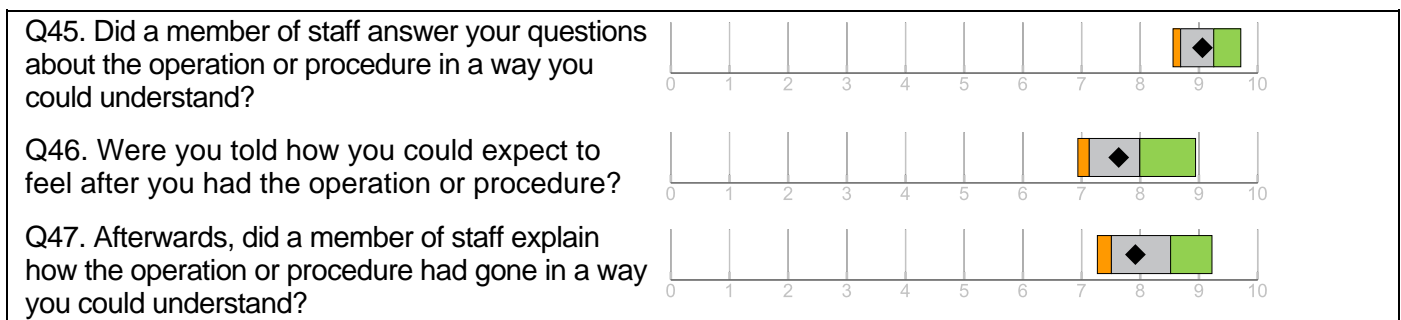 Q45. Did a member of staff answer your questions
about the operation or procedure in a way you
could understand?
0 1 2 3 4 5 6 7 8 9 10
Q46. Were you told how you could expect to
feel after you had the operation or procedure?
0 1 2 3 4 5 6 7 8 9 10
Q47. Afterwards, did a member of staff explain
how the operation or procedure had gone in a way
you could understand?
0 1 2 3 4 5 6 7 8 9 10